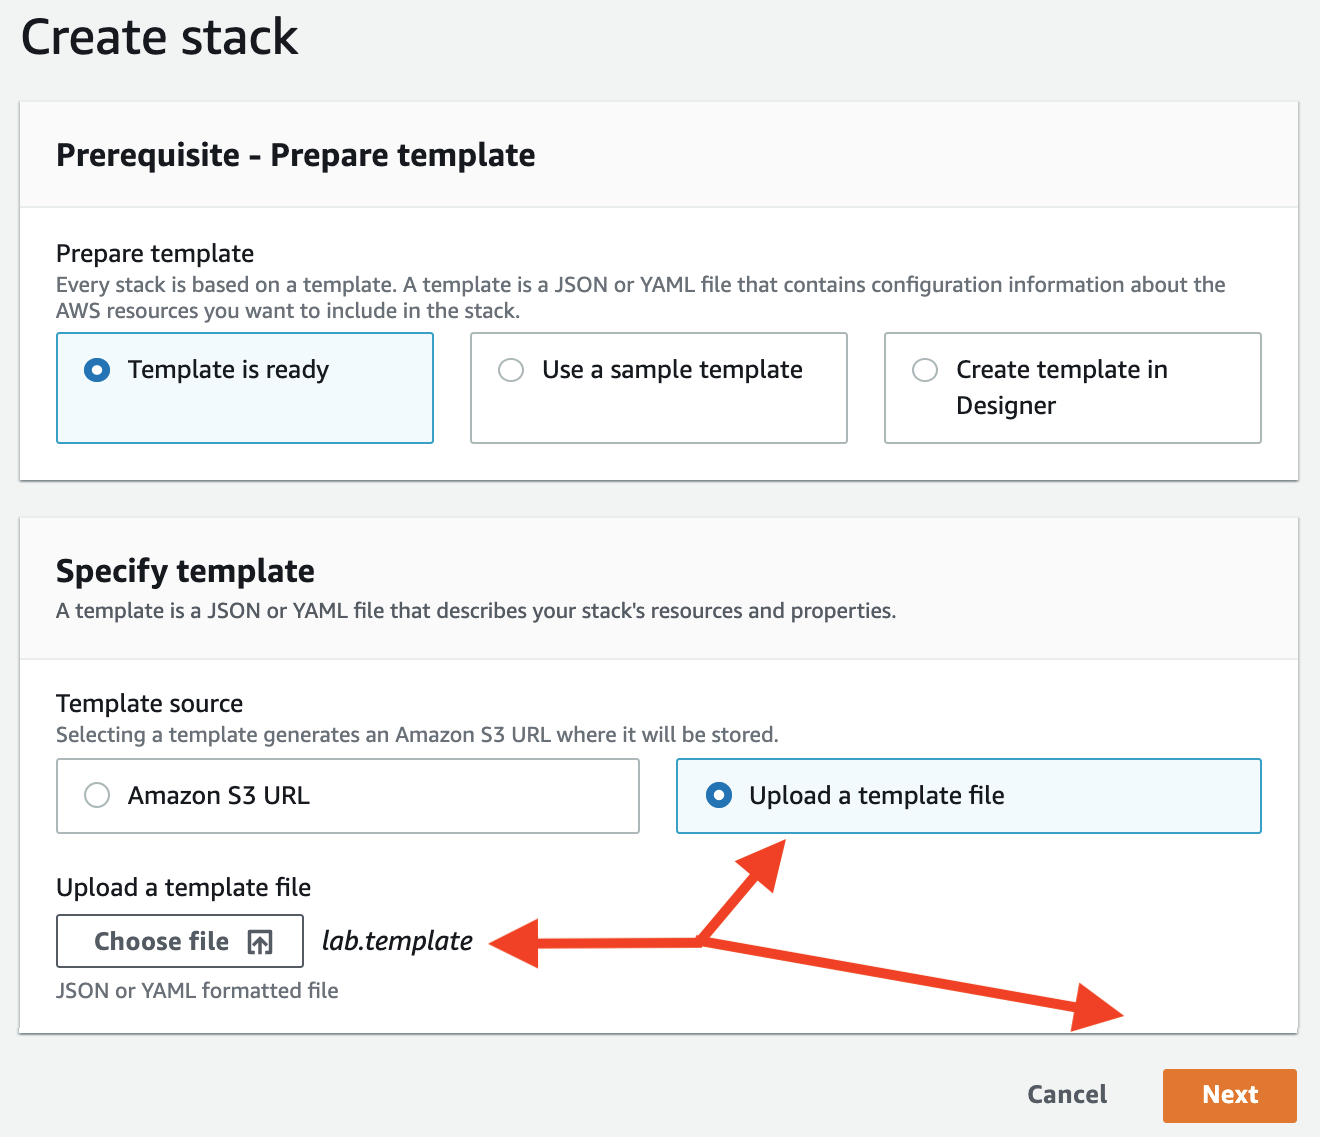 Create stack
Prerequisite - Prepare template
Prepare template
Every stack is based on a template. A template is a JSON or YAML file that contains configuration information about the
AWS resources you want to include in the stack.
Template is ready
Use a sample template
Create template in
Designer
Specify template
A template is a JSON or YAML file that describes your stack's resources and properties.
Template source
Selecting a template generates an Amazon S3 URL where it will be stored.
Amazon S3 URL
Upload a template file
Upload a template file
Choose file
lab.template
JSON or YAML formatted file
Cancel
Next